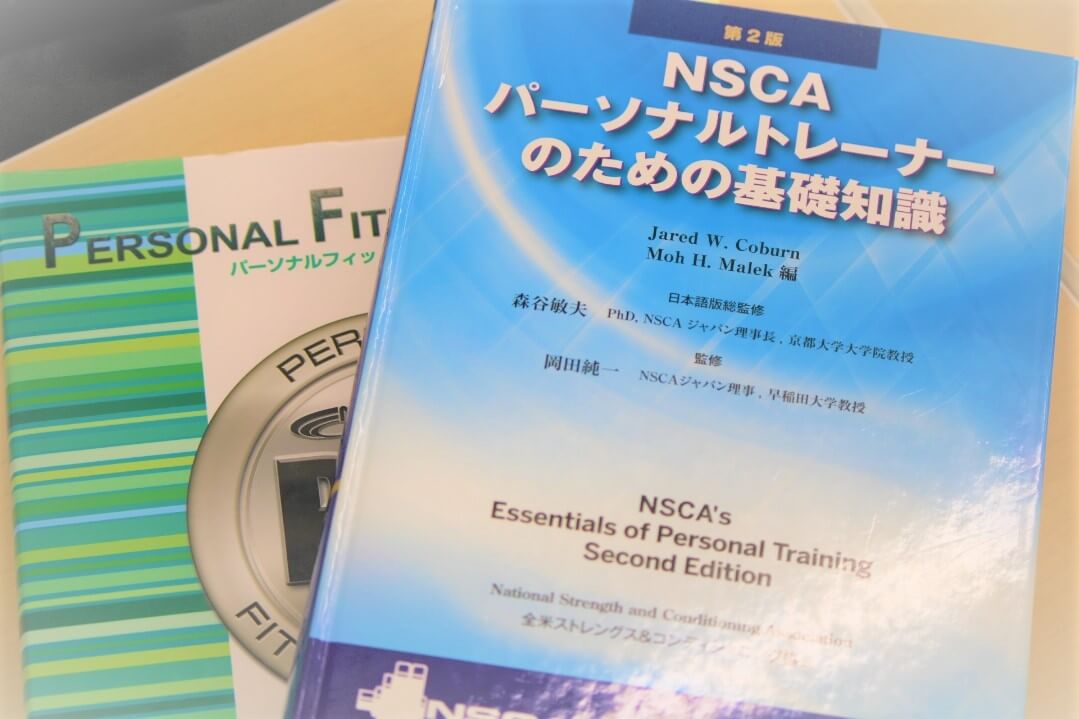 第2版
NSCA
パーソナルトレーナー
のための基礎知識
Jared W. Coburn
Moh H. Malek 編
日本語版総監修
森谷敏夫 PhD, NSCA ジャパン理事長, 京都大学大学院教授
監修
岡田純一 NSCAジャパン理事, 早稲田大学教授
NSCA's
Essentials of Personal Training
Second Edition
National Strength and Conditioning Association
全米ストレングス&コンディ
NSC
PERSONAL FIT
パーソナルフィッ
PER
FIT